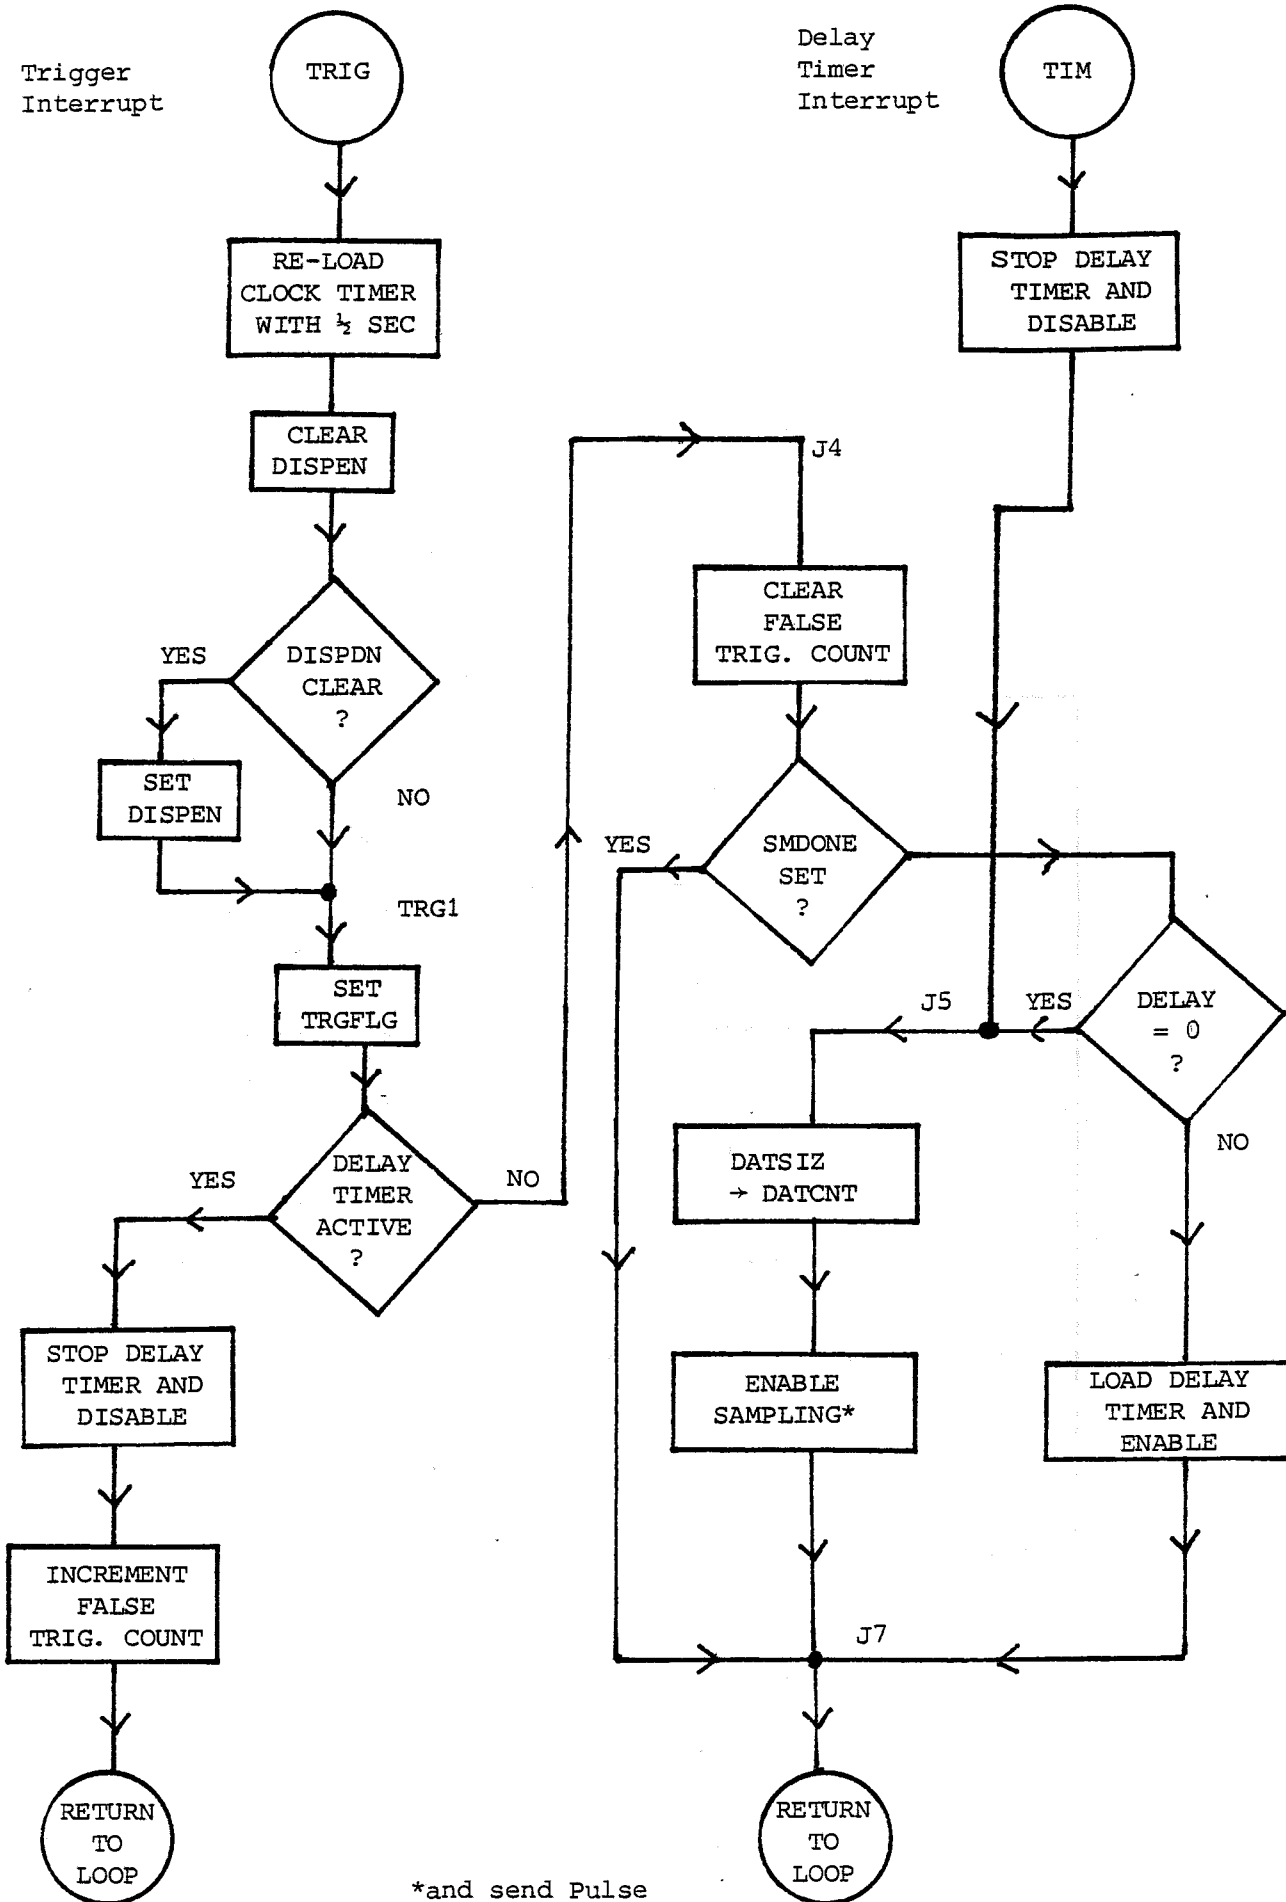 Trigger
Interrupt
TRIG
RE-LOAD
CLOCK TIMER
WITH ½ SEC
CLEAR
DISPEN
DISPDN
CLEAR
?
YES
NO
SET
DISPEN
TRG1
SET
TRGFLG
DELAY
TIMER
ACTIVE
?
YES
NO
STOP DELAY
TIMER AND
DISABLE
INCREMENT
FALSE
TRIG. COUNT
RETURN
TO
LOOP
Delay
Timer
Interrupt
TIM
STOP DELAY
TIMER AND
DISABLE
J4
CLEAR
FALSE
TRIG. COUNT
SMDONE
SET
?
YES
DELAY
= 0
?
YES
NO
J5
DATSIZ
→ DATCNT
ENABLE
SAMPLING*
LOAD DELAY
TIMER AND
ENABLE
J7
RETURN
TO
LOOP
*and send Pulse